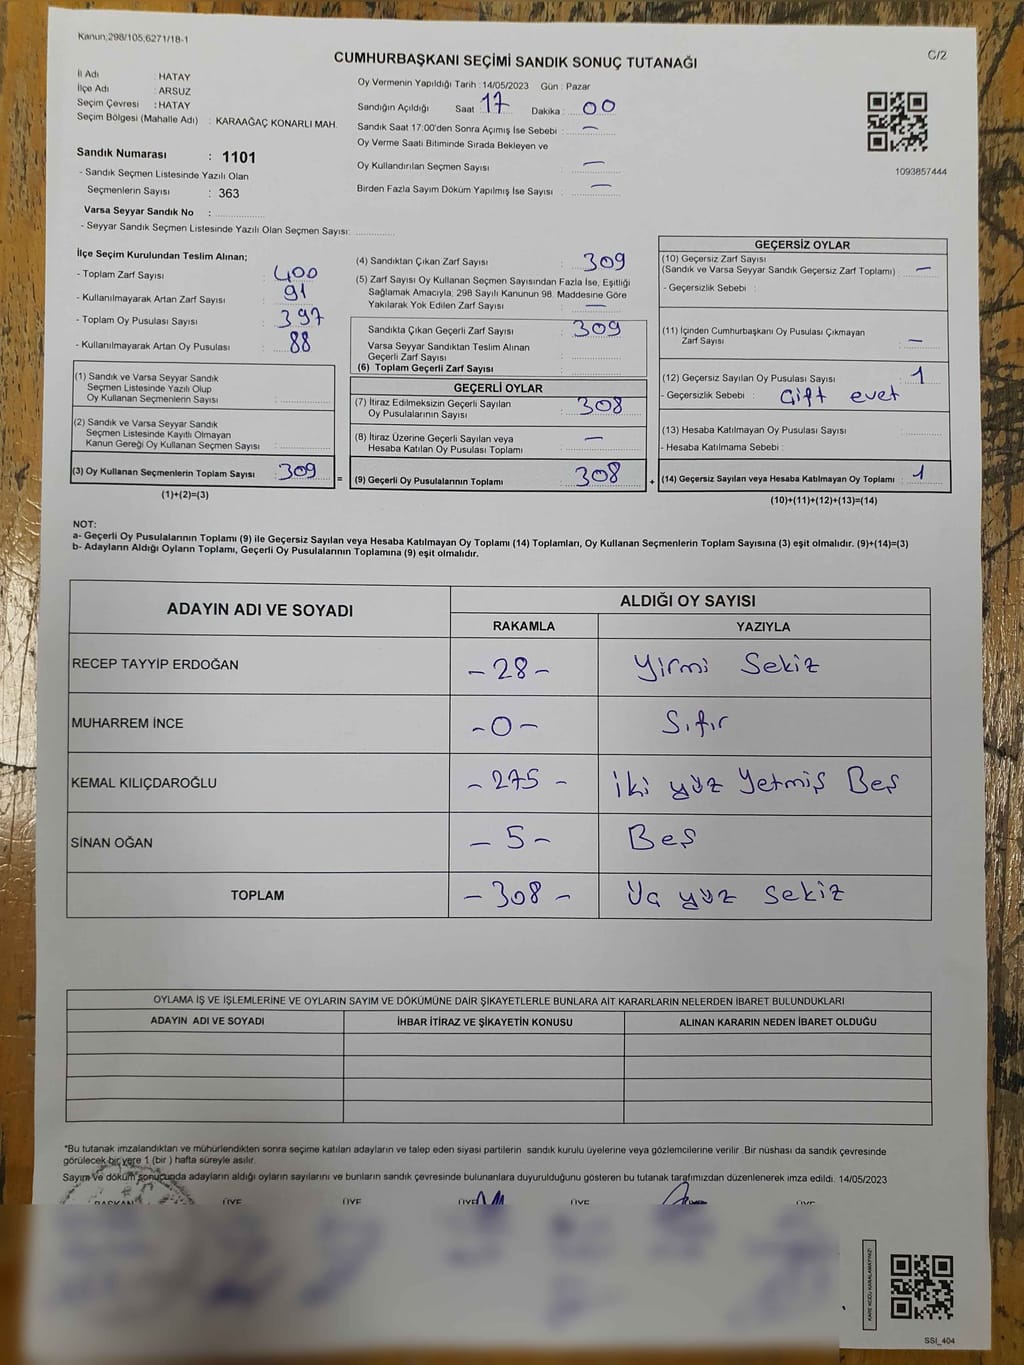 Kanun;298/105,6271/18-1
C/2
CUMHURBAŞKANI SEÇİMİ SANDIK SONUÇ TUTANAĞI
İl Adı : HATAY
İlçe Adı : ARSUZ
Seçim Çevresi : HATAY
Seçim Bölgesi (Mahalle Adı) : KARAAĞAÇ KONARLI MAH.
Oy Vermenin Yapıldığı Tarih : 14/05/2023 Gün : Pazar
Sandığın Açıldığı Saat : 17 Dakika : 00
Sandık Saat 17:00'den Sonra Açımış İse Sebebi : —
Oy Verme Saati Bitiminde Sırada Bekleyen ve
Oy Kullandırılan Seçmen Sayısı : —
Birden Fazla Sayım Döküm Yapılmış İse Sayısı : —
1093857444
Sandık Numarası : 1101
- Sandık Seçmen Listesinde Yazılı Olan
Seçmenlerin Sayısı : 363
Varsa Seyyar Sandık No :
- Seyyar Sandık Seçmen Listesinde Yazılı Olan Seçmen Sayısı:
İlçe Seçim Kurulundan Teslim Alınan;
- Toplam Zarf Sayısı : 400
- Kullanılmayarak Artan Zarf Sayısı : 91
- Toplam Oy Pusulası Sayısı : 397
- Kullanılmayarak Artan Oy Pusulası : 88
(1) Sandık ve Varsa Seyyar Sandık
Seçmen Listesinde Yazılı Olup
Oy Kullanan Seçmenlerin Sayısı :
(2) Sandık ve Varsa Seyyar Sandık
Seçmen Listesinde Kayıtlı Olmayan
Kanun Gereği Oy Kullanan Seçmen Sayısı :
(3) Oy Kullanan Seçmenlerin Toplam Sayısı : 309 =
(1)+(2)=(3)
(4) Sandıktan Çıkan Zarf Sayısı : 309
(5) Zarf Sayısı Oy Kullanan Seçmen Sayısından Fazla İse, Eşitliği
Sağlamak Amacıyla, 298 Sayılı Kanunun 98. Maddesine Göre
Yakılarak Yok Edilen Zarf Sayısı : —
Sandıkta Çıkan Geçerli Zarf Sayısı : 309
Varsa Seyyar Sandıktan Teslim Alınan
Geçerli Zarf Sayısı :
(6) Toplam Geçerli Zarf Sayısı :
GEÇERLİ OYLAR
(7) İtiraz Edilmeksizin Geçerli Sayılan
Oy Pusulalarının Sayısı : 308
(8) İtiraz Üzerine Geçerli Sayılan veya
Hesaba Katılan Oy Pusulası Toplamı : —
(9) Geçerli Oy Pusulalarının Toplamı : 308 +
GEÇERSİZ OYLAR
(10) Geçersiz Zarf Sayısı
(Sandık ve Varsa Seyyar Sandık Geçersiz Zarf Toplamı) : —
- Geçersizlik Sebebi :
(11) İçinden Cumhurbaşkanı Oy Pusulası Çıkmayan
Zarf Sayısı : —
(12) Geçersiz Sayılan Oy Pusulası Sayısı : 1
- Geçersizlik Sebebi : Çift evet
(13) Hesaba Katılmayan Oy Pusulası Sayısı :
- Hesaba Katılmama Sebebi :
(14) Geçersiz Sayılan veya Hesaba Katılmayan Oy Toplamı : 1
(10)+(11)+(12)+(13)=(14)
NOT:
a- Geçerli Oy Pusulalarının Toplamı (9) ile Geçersiz Sayılan veya Hesaba Katılmayan Oy Toplamı (14) Toplamları, Oy Kullanan Seçmenlerin Toplam Sayısına (3) eşit olmalıdır. (9)+(14)=(3)
b- Adayların Aldığı Oyların Toplamı, Geçerli Oy Pusulalarının Toplamına (9) eşit olmalıdır.
ADAYIN ADI VE SOYADI
ALDIĞI OY SAYISI
RAKAMLA YAZIYLA
RECEP TAYYİP ERDOĞAN -28- Yirmi Sekiz
MUHARREM İNCE -0- Sıfır
KEMAL KILIÇDAROĞLU -275- iki yüz Yetmiş Beş
SİNAN OĞAN -5- Beş
TOPLAM -308- Üç yüz sekiz
OYLAMA İŞ VE İŞLEMLERİNE VE OYLARIN SAYIM VE DÖKÜMÜNE DAİR ŞİKAYETLERLE BUNLARA AİT KARARLARIN NELERDEN İBARET BULUNDUKLARI
ADAYIN ADI VE SOYADI İHBAR İTİRAZ VE ŞİKAYETİN KONUSU ALINAN KARARIN NEDEN İBARET OLDUĞU
*Bu tutanak imzalandıktan ve mühürlendikten sonra seçime katılan adayların ve talep eden siyasi partilerin sandık kurulu üyelerine veya gözlemcilerine verilir. Bir nüshası da sandık çevresinde
görülecek bir yere 1 (bir) hafta süreyle asılır.
Sayım ve döküm sonucunda adayların aldığı oyların sayılarını ve bunların sandık çevresinde bulunanlara duyurulduğunu gösteren bu tutanak tarafımızdan düzenlenerek imza edildi. 14/05/2023
BAŞKAN ÜYE ÜYE ÜYE ÜYE ÜYE
KARE KODU KARALAMAYINIZ!
SSI_404